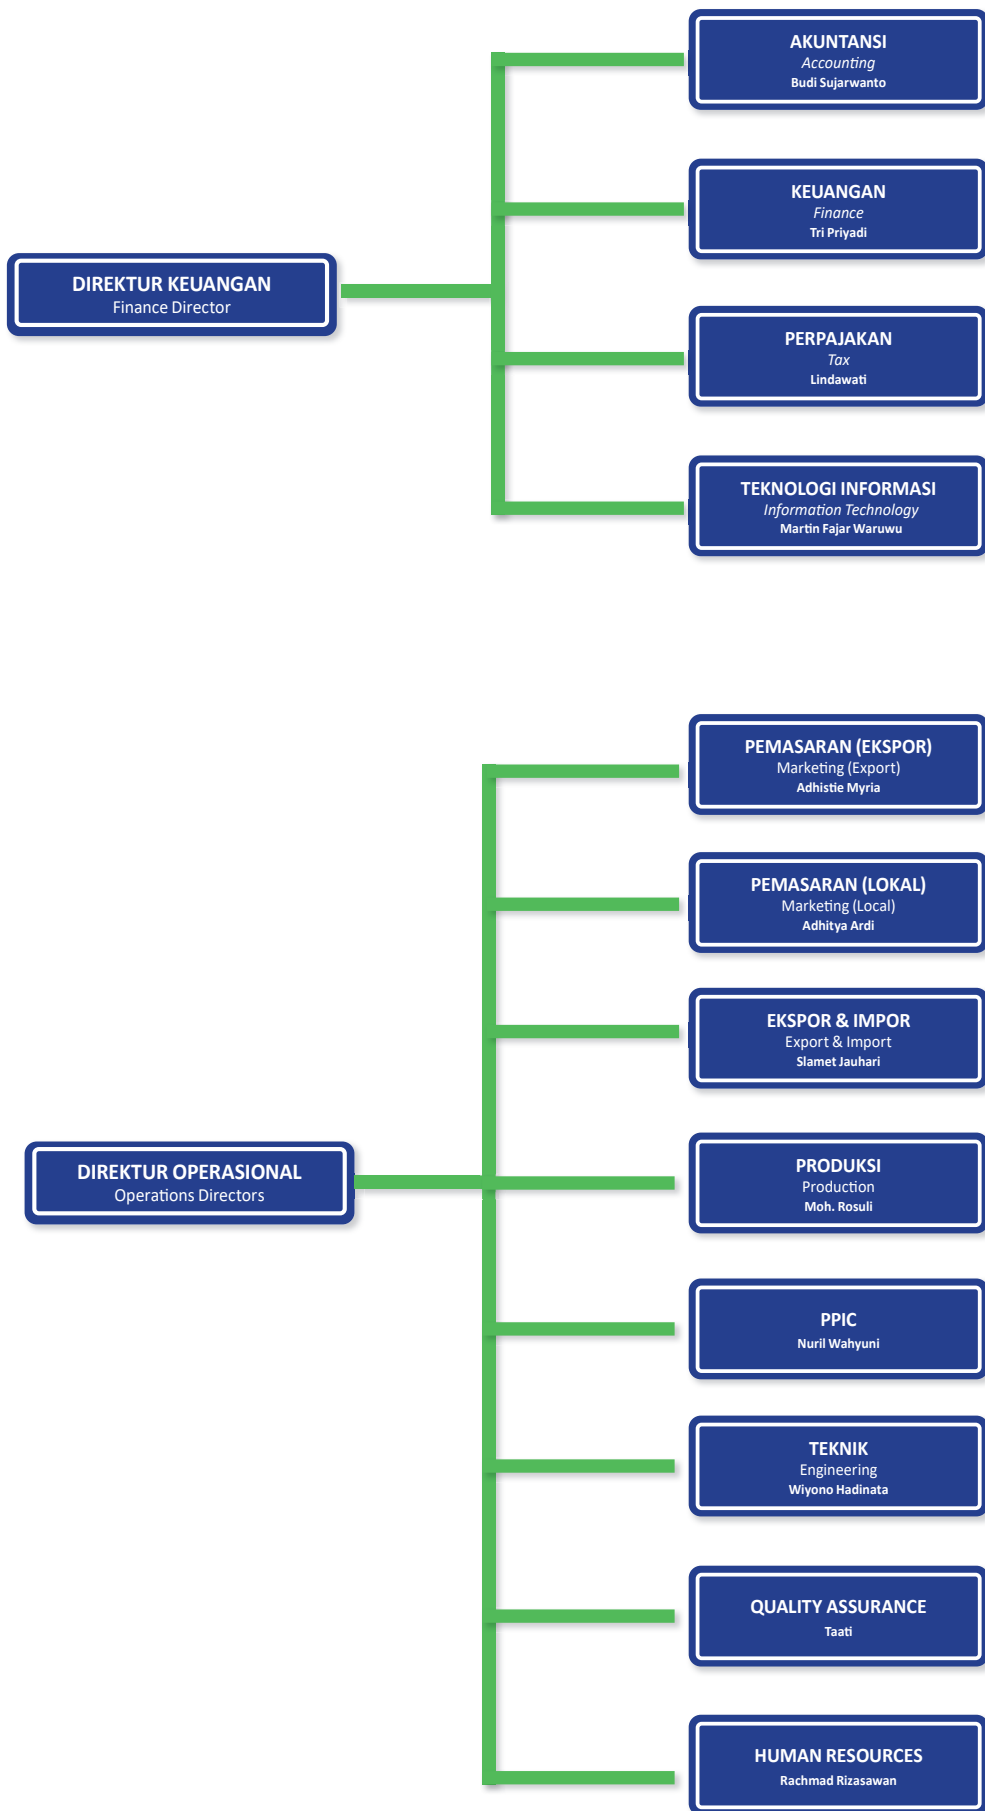 AKUNTANSI
Accounting
Budi Sujarwanto
KEUANGAN
Finance
Tri Priyadi
DIREKTUR KEUANGAN
Finance Director
PERPAJAKAN
Tax
Lindawati
TEKNOLOGI INFORMASI
Information Technology
Martin Fajar Waruwu
PEMASARAN (EKSPOR)
Marketing (Export)
Adhistie Myria
PEMASARAN (LOKAL)
Marketing (Local)
Adhitya Ardi
EKSPOR & IMPOR
Export & Import
Slamet Jauhari
DIREKTUR OPERASIONAL
Operations Directors
PRODUKSI
Production
Moh. Rosuli
PPIC
Nuril Wahyuni
TEKNIK
Engineering
Wiyono Hadinata
QUALITY ASSURANCE
Taati
HUMAN RESOURCES
Rachmad Rizasawan